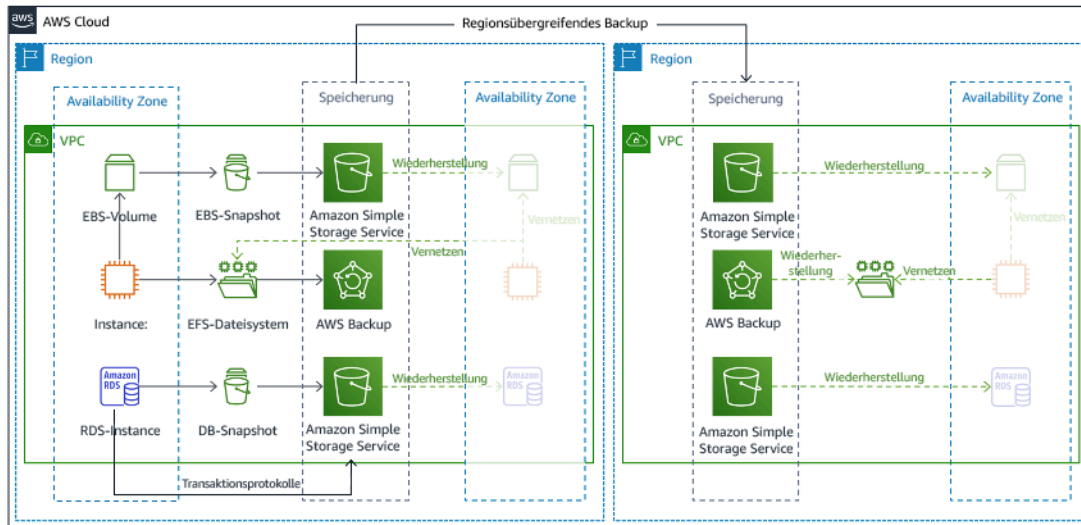 aws
AWS Cloud
Regionsübergreifendes Backup
Region
Availability Zone
Speicherung
Availability Zone
VPC
EBS-Volume
EBS-Snapshot
Amazon Simple
Storage Service
Wiederherstellung
Vernetzen
Vernetzen
Instance:
EFS-Dateisystem
AWS Backup
Amazon
RDS
RDS-Instance
DB-Snapshot
Amazon Simple
Storage Service
Wiederherstellung
Amazon
RDS
Transaktionsprotokolle
Region
Speicherung
Availability Zone
VPC
Amazon Simple
Storage Service
Wiederherstellung
Vernetzen
Wiederher-
stellung
Vernetzen
AWS Backup
Wiederherstellung
Amazon
RDS
Amazon Simple
Storage Service